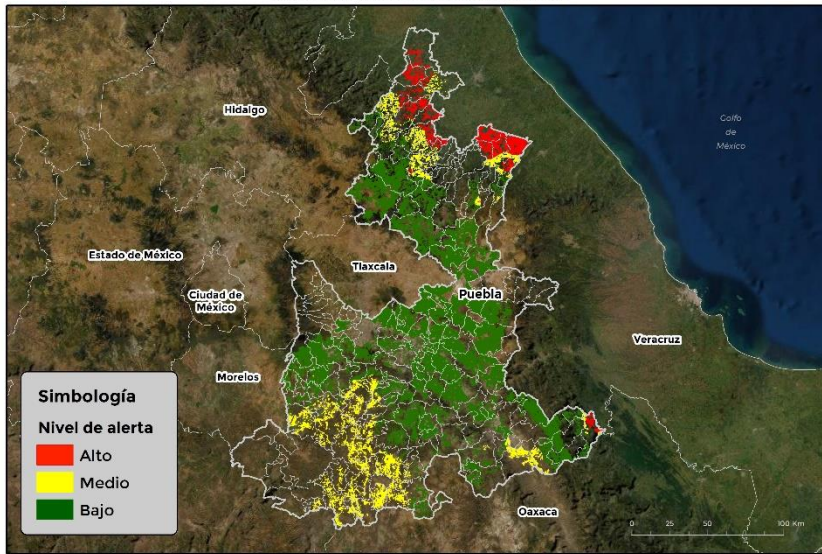 Hidalgo
Golfo
de
México
Estado de México
Tlaxcala
Ciudad de
México
Puebla
Veracruz
Morelos
Simbología
Nivel de alerta
Alto
Medio
Bajo
Oaxaca
0 25 50 100 Km